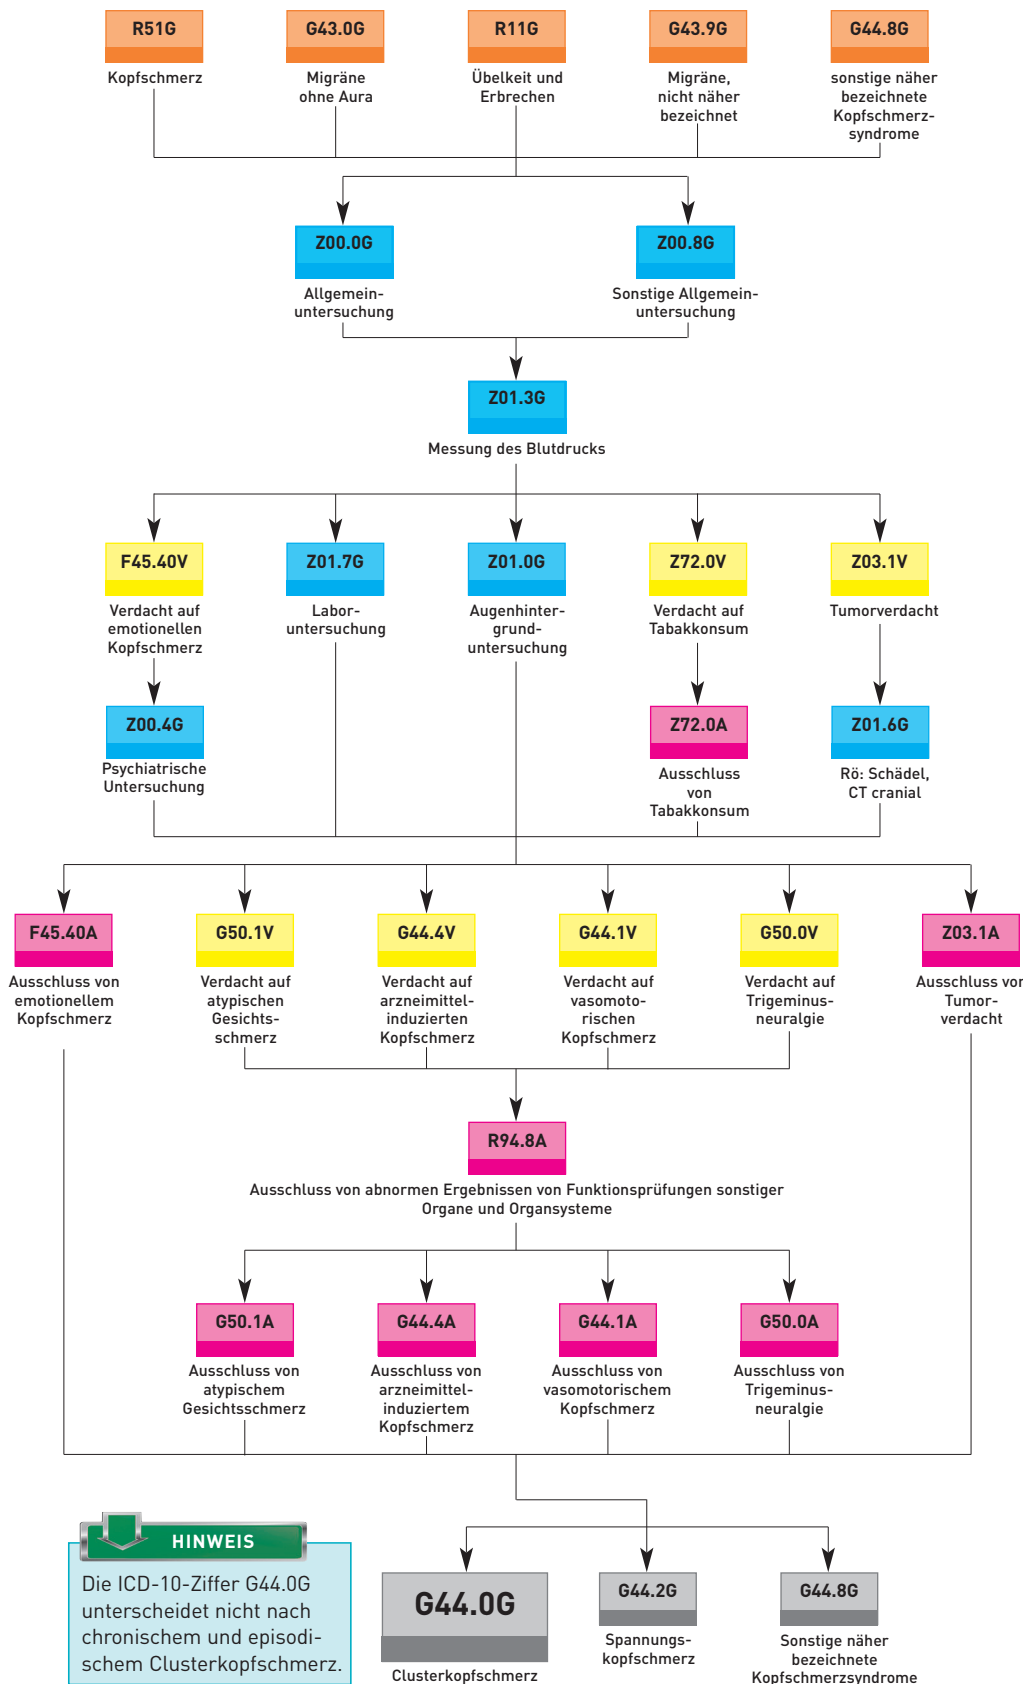 R51G
Kopfschmerz
G43.0G
Migräne
ohne Aura
R11G
Übelkeit und
Erbrechen
G43.9G
Migräne,
nicht näher
bezeichnet
G44.8G
sonstige näher
bezeichnete
Kopfschmerz-
syndrome
Z00.0G
Allgemein-
untersuchung
Z00.8G
Sonstige Allgemein-
untersuchung
Z01.3G
Messung des Blutdrucks
F45.40V
Verdacht auf
emotionellen
Kopfschmerz
Z01.7G
Labor-
untersuchung
Z01.0G
Augenhinter-
grund-
untersuchung
Z72.0V
Verdacht auf
Tabakkonsum
Z03.1V
Tumorverdacht
Z00.4G
Psychiatrische
Untersuchung
Z72.0A
Ausschluss
von
Tabakkonsum
Z01.6G
Rö: Schädel,
CT cranial
F45.40A
Ausschluss von
emotionellem
Kopfschmerz
G50.1V
Verdacht auf
atypischen
Gesichts-
schmerz
G44.4V
Verdacht auf
arzneimittel-
induzierten
Kopfschmerz
G44.1V
Verdacht auf
vasomoto-
rischen
Kopfschmerz
G50.0V
Verdacht auf
Trigeminus-
neuralgie
Z03.1A
Ausschluss von
Tumor-
verdacht
R94.8A
Ausschluss von abnormen Ergebnissen von Funktionsprüfungen sonstiger
Organe und Organsysteme
G50.1A
Ausschluss von
atypischem
Gesichtsschmerz
G44.4A
Ausschluss von
arzneimittel-
induziertem
Kopfschmerz
G44.1A
Ausschluss von
vasomotorischem
Kopfschmerz
G50.0A
Ausschluss von
Trigeminus-
neuralgie
HINWEIS
Die ICD-10-Ziffer G44.0G
unterscheidet nicht nach
chronischem und episodi-
schem Clusterkopfschmerz.
G44.0G
Clusterkopfschmerz
G44.2G
Spannungs-
kopfschmerz
G44.8G
Sonstige näher
bezeichnete
Kopfschmerzsyndrome